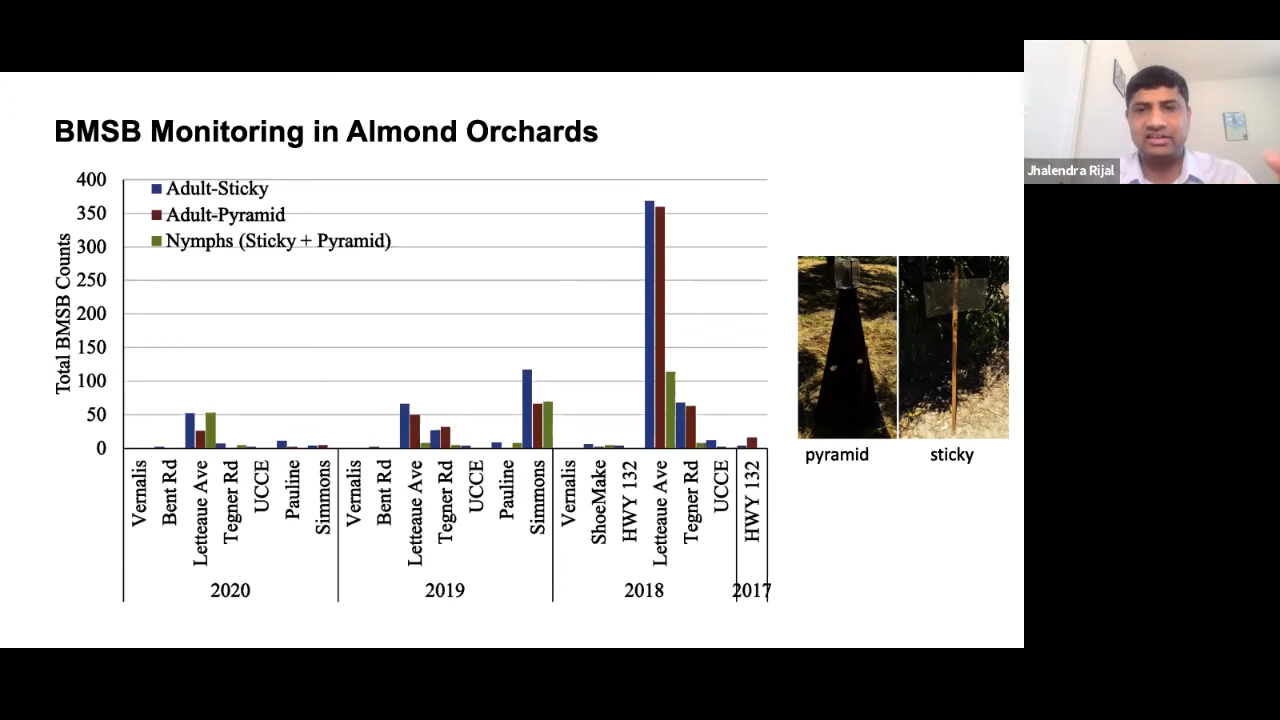 BMSB Monitoring in Almond Orchards
Jhalendra Rijal
Total BMSB Counts
400
350
300
250
200
150
100
50
0
Adult-Sticky
Adult-Pyramid
Nymphs (Sticky + Pyramid)
Vernalis
Bent Rd
Letteaue Ave
Tegner Rd
UCCE
Pauline
Simmons
Vernalis
Bent Rd
Letteaue Ave
Tegner Rd
UCCE
Pauline
Simmons
Vernalis
ShoeMake
HWY 132
Letteaue Ave
Tegner Rd
UCCE
HWY 132
2020
2019
2018
2017
pyramid
sticky